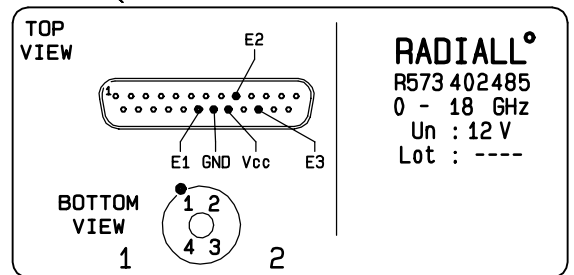 TOP
VIEW
E2
1
E1 GND Vcc E3
BOTTOM
VIEW
1 2
4 3
1 2
RADIALL°
R573 402485
0 - 18 GHz
Un : 12 V
Lot : ----